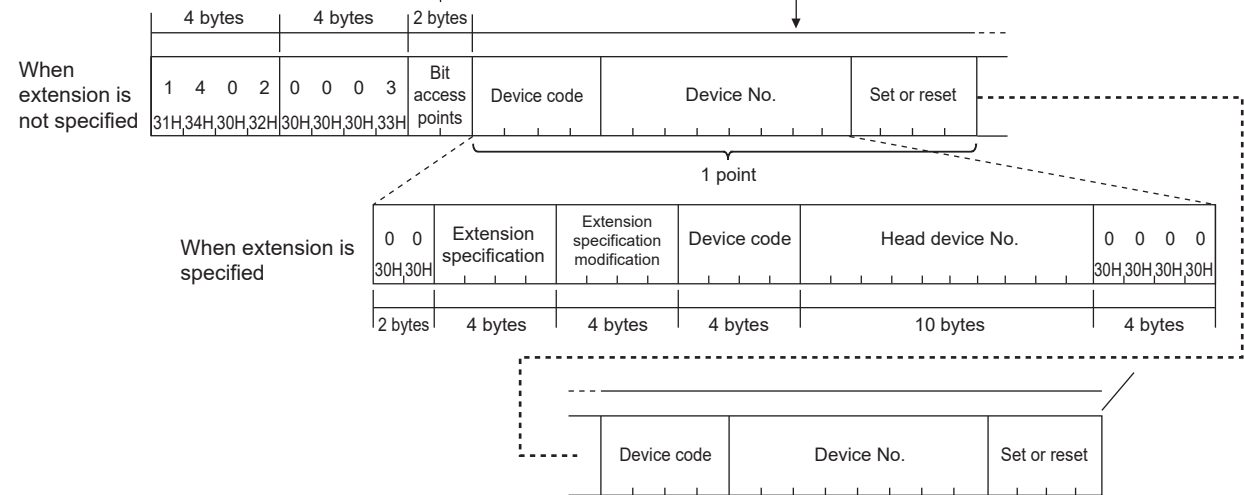 4 bytes 4 bytes 2 bytes
When
extension is
not specified
1 4 0 2 0 0 0 3
31H 34H 30H 32H 30H 30H 30H 33H
Bit
access
points
Device code
Device No.
Set or reset
1 point
When extension is
specified
0 0
30H 30H
Extension
specification
Extension
specification
modification
Device code
Head device No.
0 0 0 0
30H 30H 30H 30H
2 bytes 4 bytes 4 bytes 4 bytes 10 bytes 4 bytes
Device code Device No. Set or reset